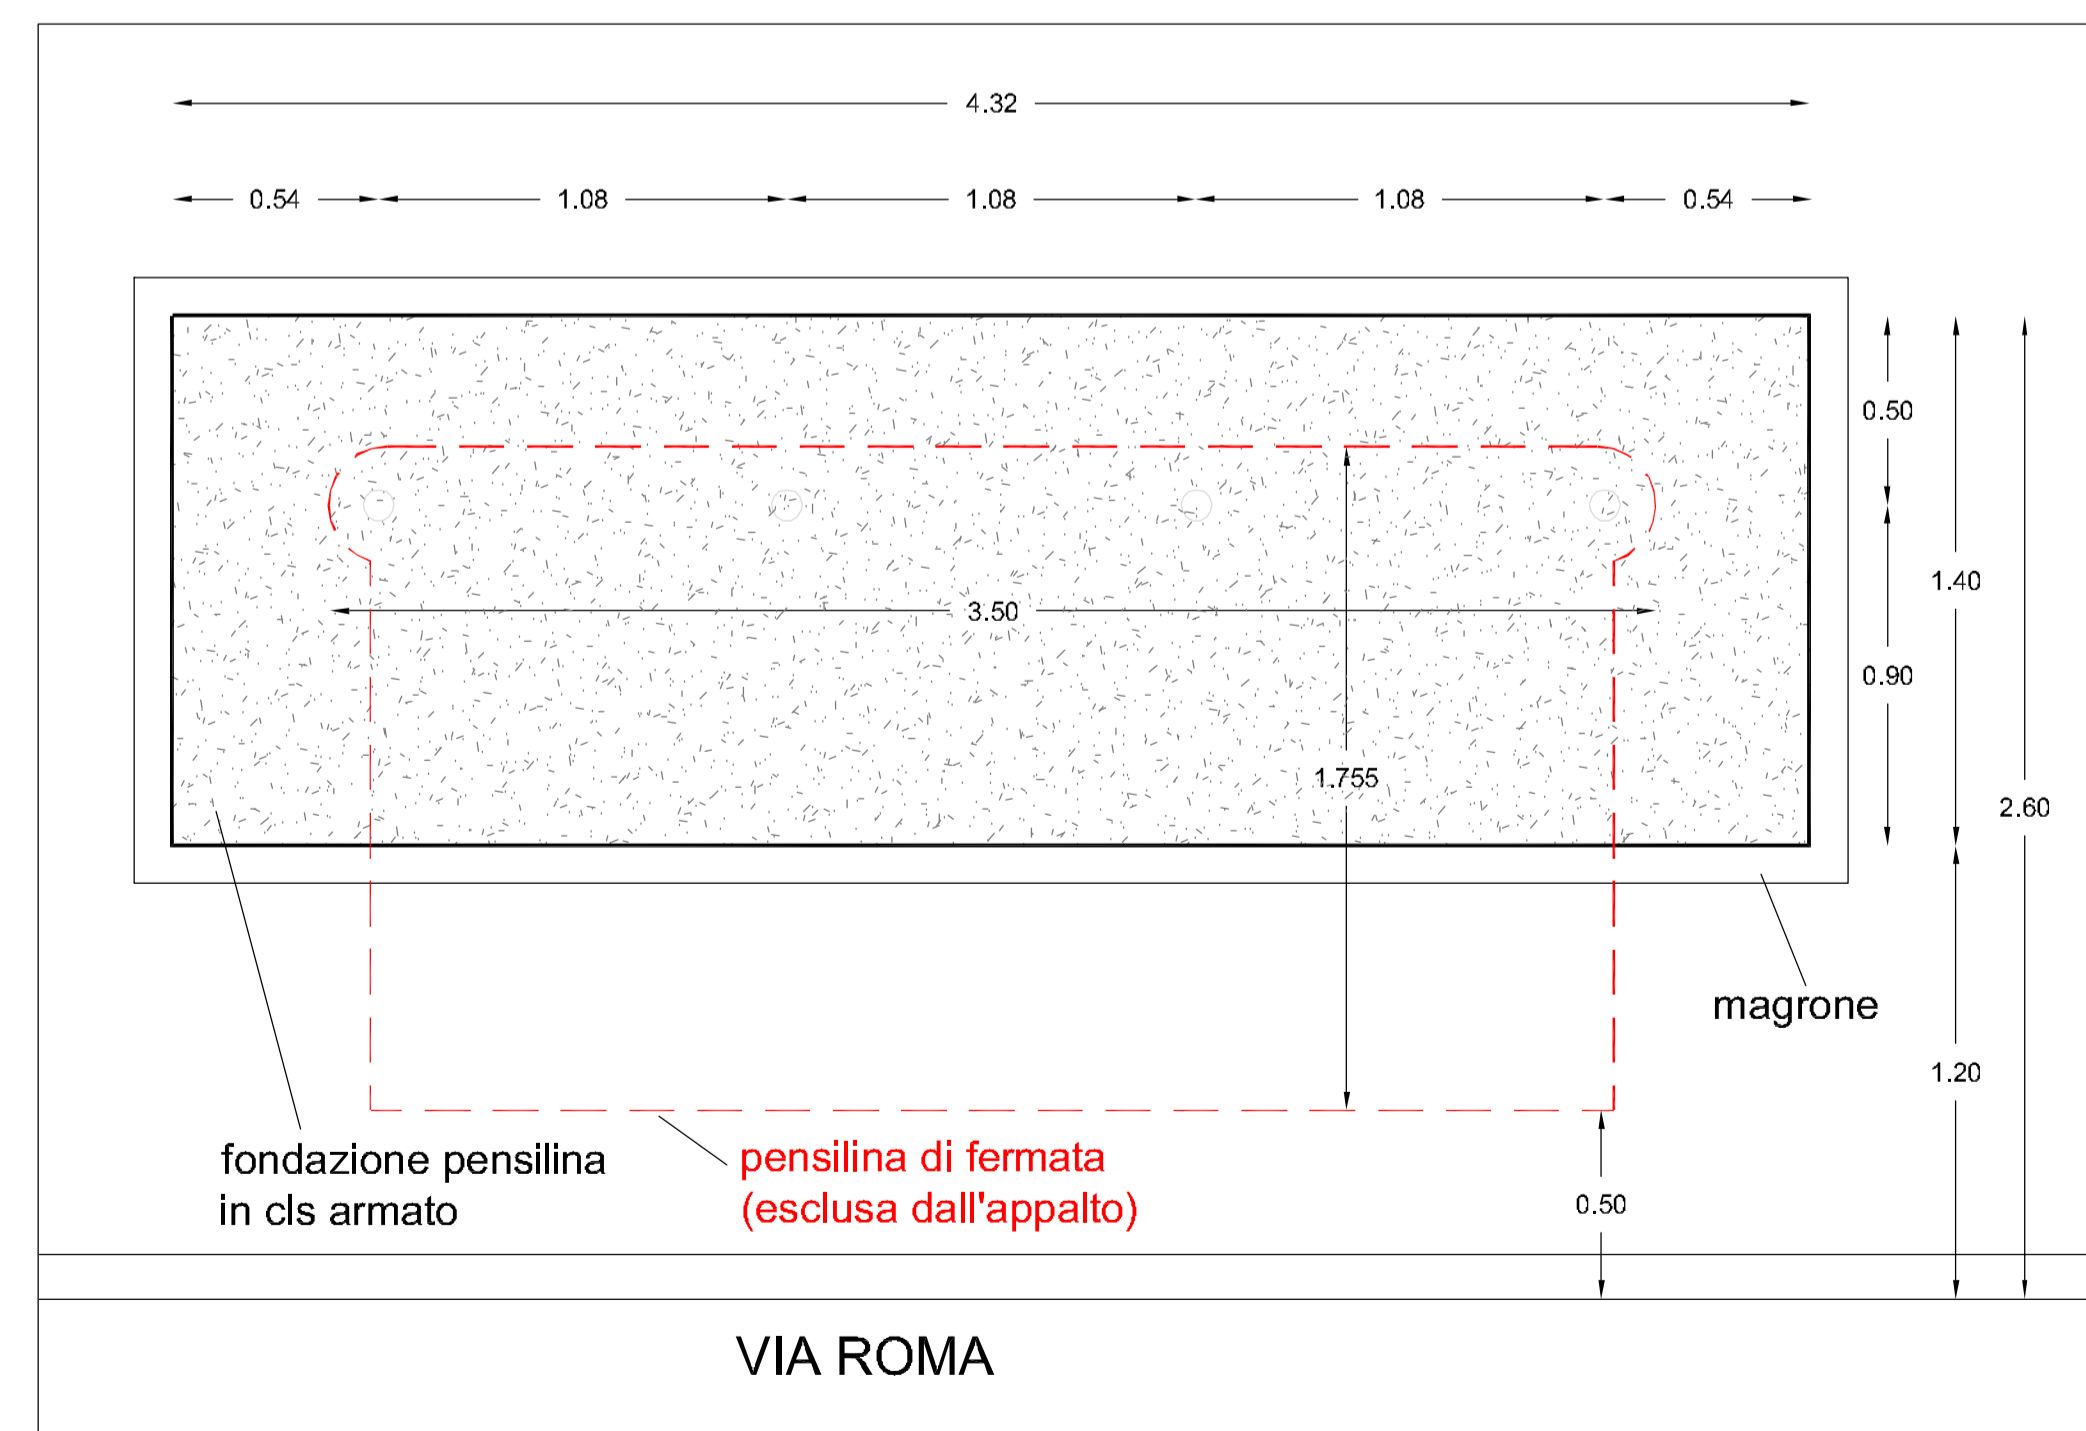 4.32
0.54
1.08
1.08
1.08
0.54
0.50
1.40
3.50
0.90
1.755
2.60
magrone
1.20
fondazione pensilina
in cls armato
pensilina di fermata
(esclusa dall'appalto)
0.50
VIA ROMA